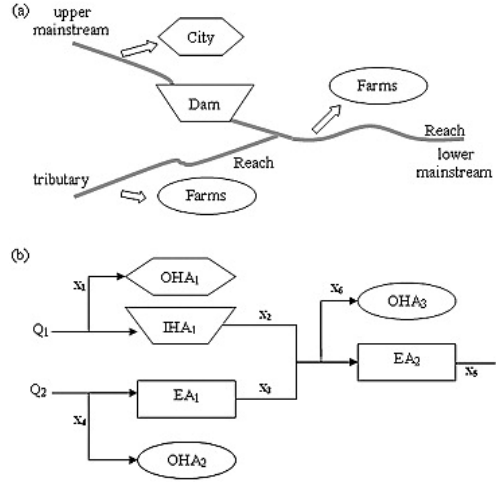 (a)
upper
mainstream
City
Dam
Farms
Reach
lower
mainstream
Reach
tributary
Farms
(b)
X₁
OHA₁
Q₁
IHA₁
X₂
X₆
OHA₃
EA₂
X₅
Q₂
EA₁
X₃
X₄
OHA₂